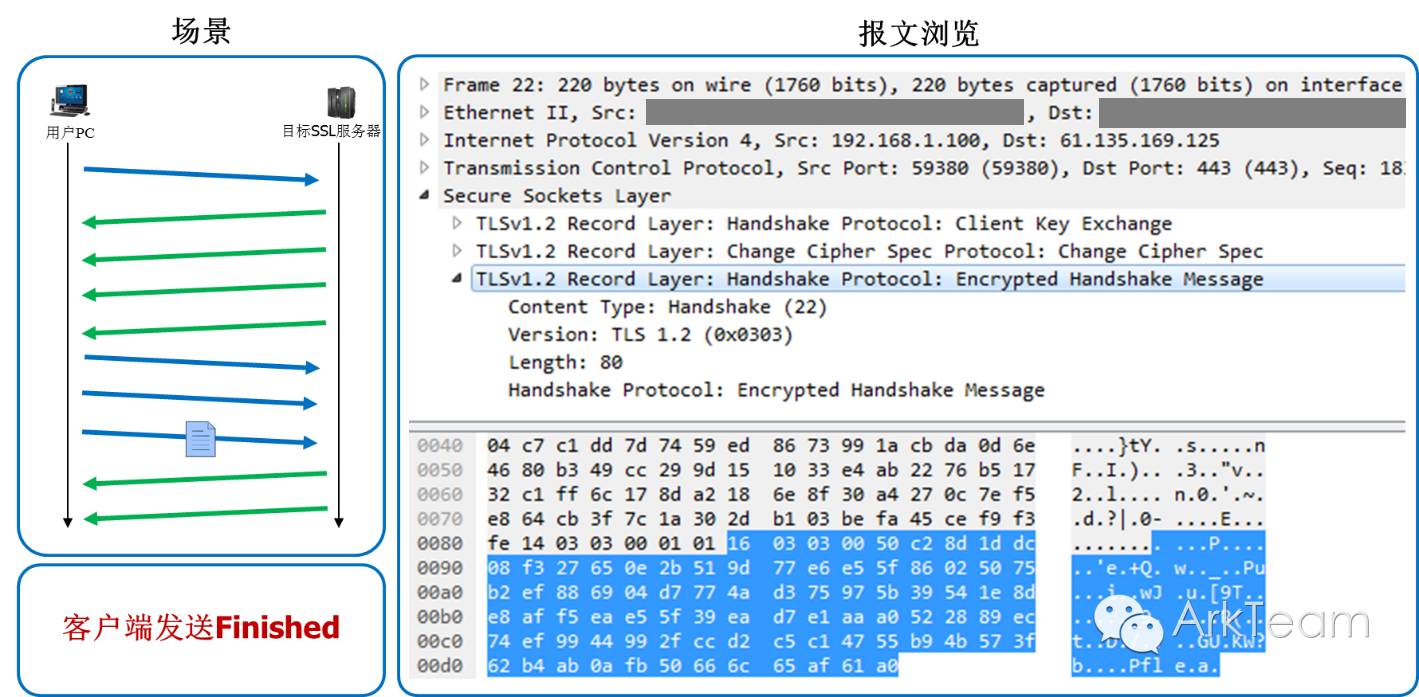 场景
用户PC
目标SSL服务器
客户端发送Finished
报文浏览
Frame 22: 220 bytes on wire (1760 bits), 220 bytes captured (1760 bits) on interface
Ethernet II, Src: , Dst:
Internet Protocol Version 4, Src: 192.168.1.100, Dst: 61.135.169.125
Transmission Control Protocol, Src Port: 59380 (59380), Dst Port: 443 (443), Seq: 18
Secure Sockets Layer
TLSv1.2 Record Layer: Handshake Protocol: Client Key Exchange
TLSv1.2 Record Layer: Change Cipher Spec Protocol: Change Cipher Spec
TLSv1.2 Record Layer: Handshake Protocol: Encrypted Handshake Message
Content Type: Handshake (22)
Version: TLS 1.2 (0x0303)
Length: 80
Handshake Protocol: Encrypted Handshake Message
0040 04 c7 c1 dd 7d 74 59 ed 86 73 99 1a cb da 0d 6e ....}tY. .s.....n
0050 46 80 b3 49 cc 29 9d 15 10 33 e4 ab 22 76 b5 17 F..I.).. .3.."v..
0060 32 c1 ff 6c 17 8d a2 18 6e 8f 30 a4 27 0c 7e f5 2..l.... n.0.'.~.
0070 e8 64 cb 3f 7c 1a 30 2d b1 03 be fa 45 ce f9 f3 .d.?|.0- ....E...
0080 fe 14 03 03 00 01 01 16 03 03 00 50 c2 8d 1d dc ........ ...P....
0090 08 f3 27 65 0e 2b 51 9d 77 e6 e5 5f 86 02 50 75 ..'e.+Q. w.._..Pu
00a0 b2 ef 88 69 04 d7 77 4a d3 75 97 5b 39 54 1e 8d ...i..wJ .u.[9T..
00b0 e8 af f5 ea e5 5f 39 ea d7 e1 aa a0 52 28 89 ec
00c0 74 ef 99 44 99 2f cc d2 c5 c1 47 55 b9 4b 57 3f t..D./.. ..GU.KW?
00d0 62 b4 ab 0a fb 50 66 6c 65 af 61 a0 b....Pfl e.a.
ArkTeam